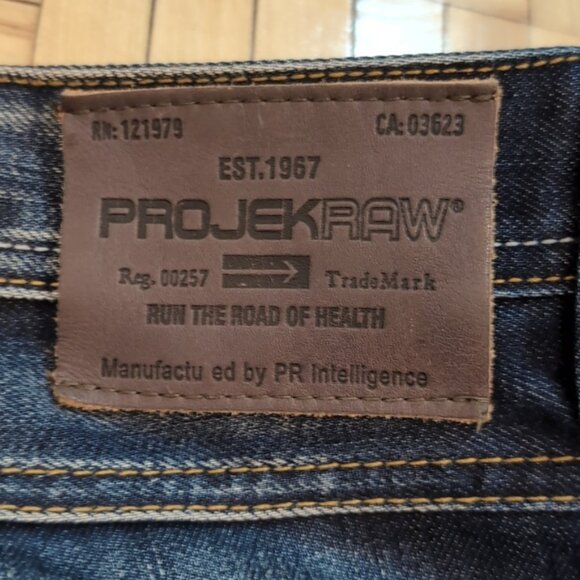 RN: 121979 CA: 03623
EST.1967
PROJEKRAW®
Reg. 00257 TradeMark
RUN THE ROAD OF HEALTH
Manufactu ed by PR Intelligence